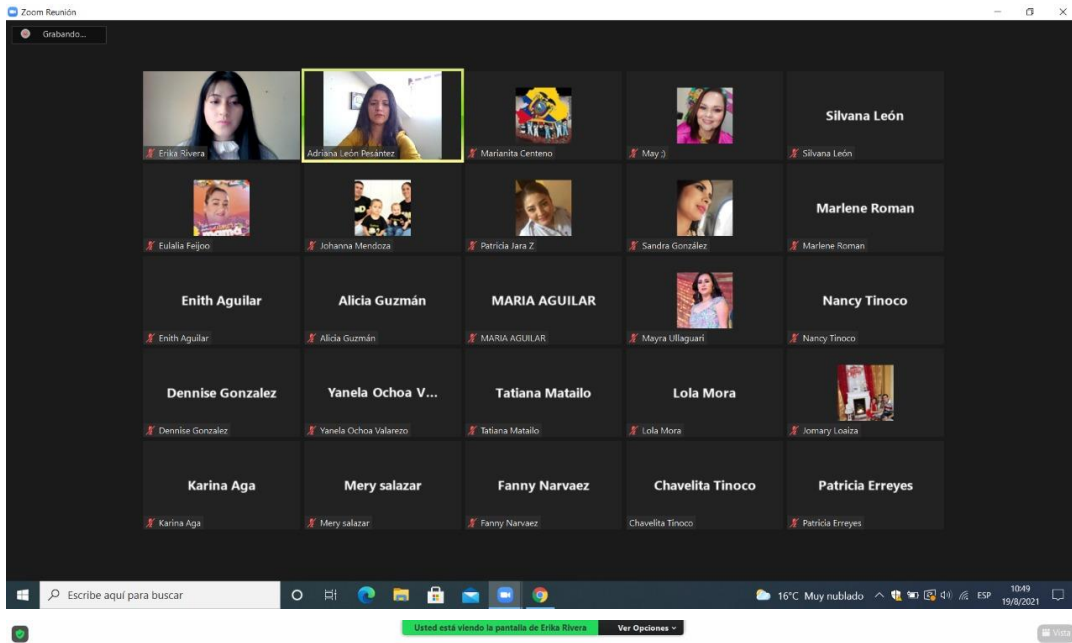 Zoom Reunión
Grabando...
Erika Rivera
Adriana León Pesántez
Marianita Centeno
May :)
Silvana León
Silvana León
Eulalia Feijoo
Johanna Mendoza
Patricia Jara Z
Sandra González
Marlene Roman
Marlene Roman
Enith Aguilar
Enith Aguilar
Alicia Guzmán
Alicia Guzmán
MARIA AGUILAR
MARIA AGUILAR
Mayra Ullaguari
Nancy Tinoco
Nancy Tinoco
Dennise Gonzalez
Dennise Gonzalez
Yanela Ochoa V...
Yanela Ochoa Valarezo
Tatiana Matailo
Tatiana Matailo
Lola Mora
Lola Mora
Jomary Loaiza
Karina Aga
Karina Aga
Mery salazar
Mery salazar
Fanny Narvaez
Fanny Narvaez
Chavelita Tinoco
Chavelita Tinoco
Patricia Erreyes
Patricia Erreyes
Escribe aquí para buscar
16°C Muy nublado
ESP
10:49
19/8/2021
Usted está viendo la pantalla de Erika Rivera
Ver Opciones
Vista